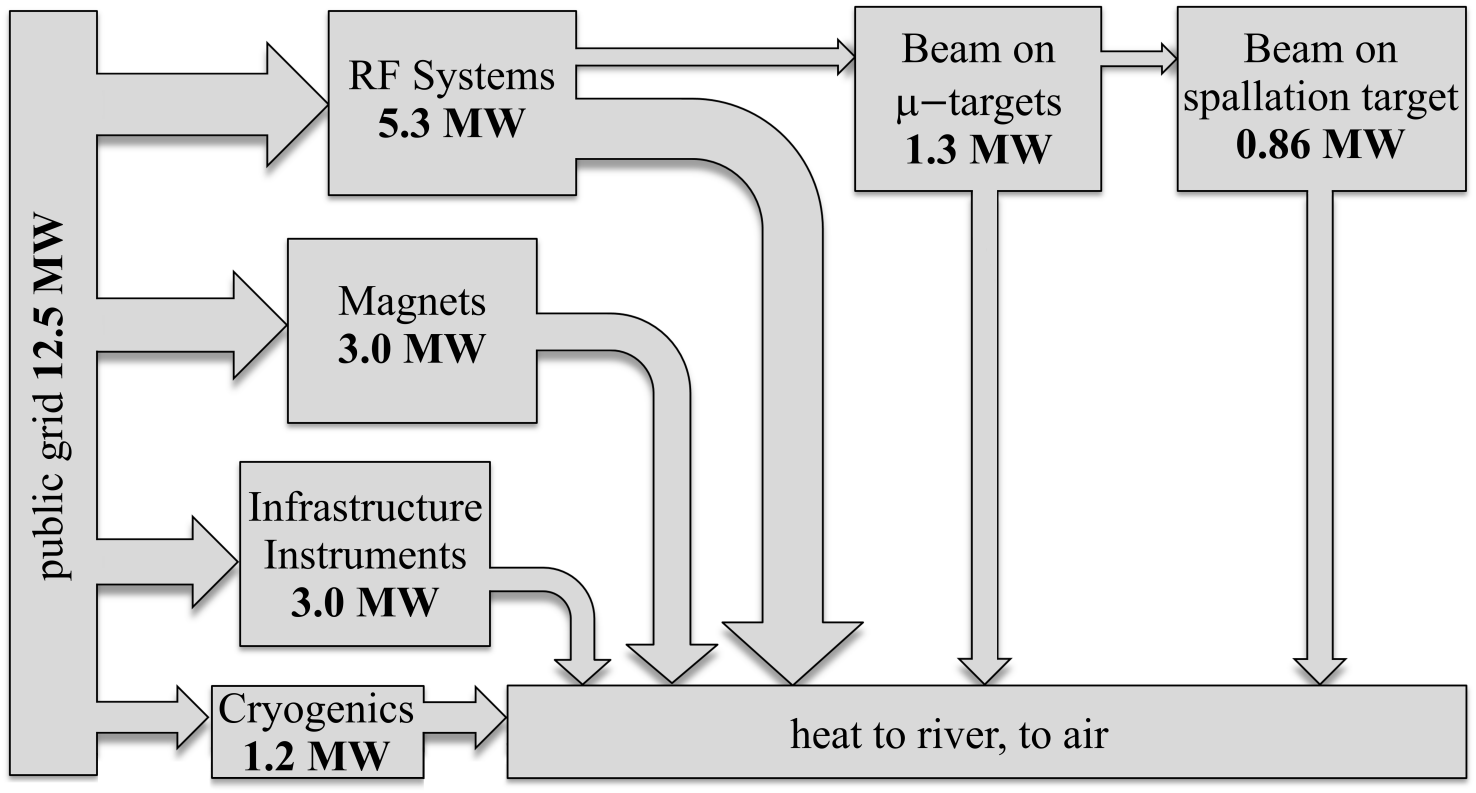 public grid 12.5 MW
RF Systems
5.3 MW
Beam on
μ−targets
1.3 MW
Beam on
spallation target
0.86 MW
Magnets
3.0 MW
Infrastructure
Instruments
3.0 MW
Cryogenics
1.2 MW
heat to river, to air